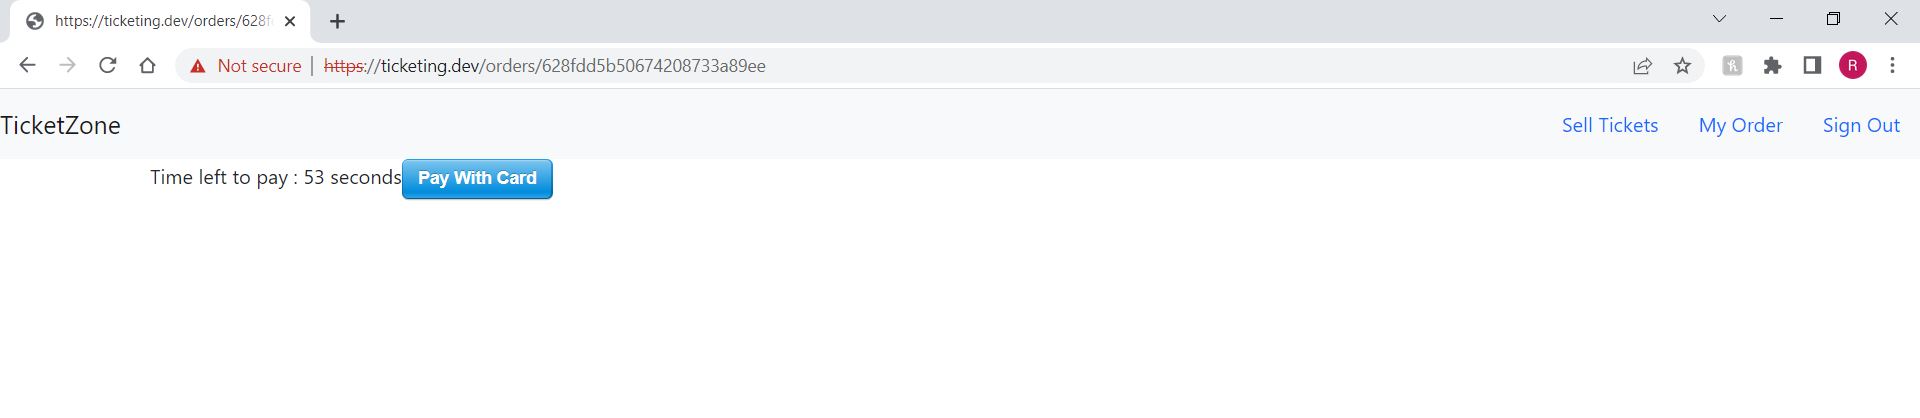 https://ticketing.dev/orders/628f
Not secure | https://ticketing.dev/orders/628fdd5b50674208733a89ee
R
TicketZone
Sell Tickets
My Order
Sign Out
Time left to pay : 53 seconds
Pay With Card